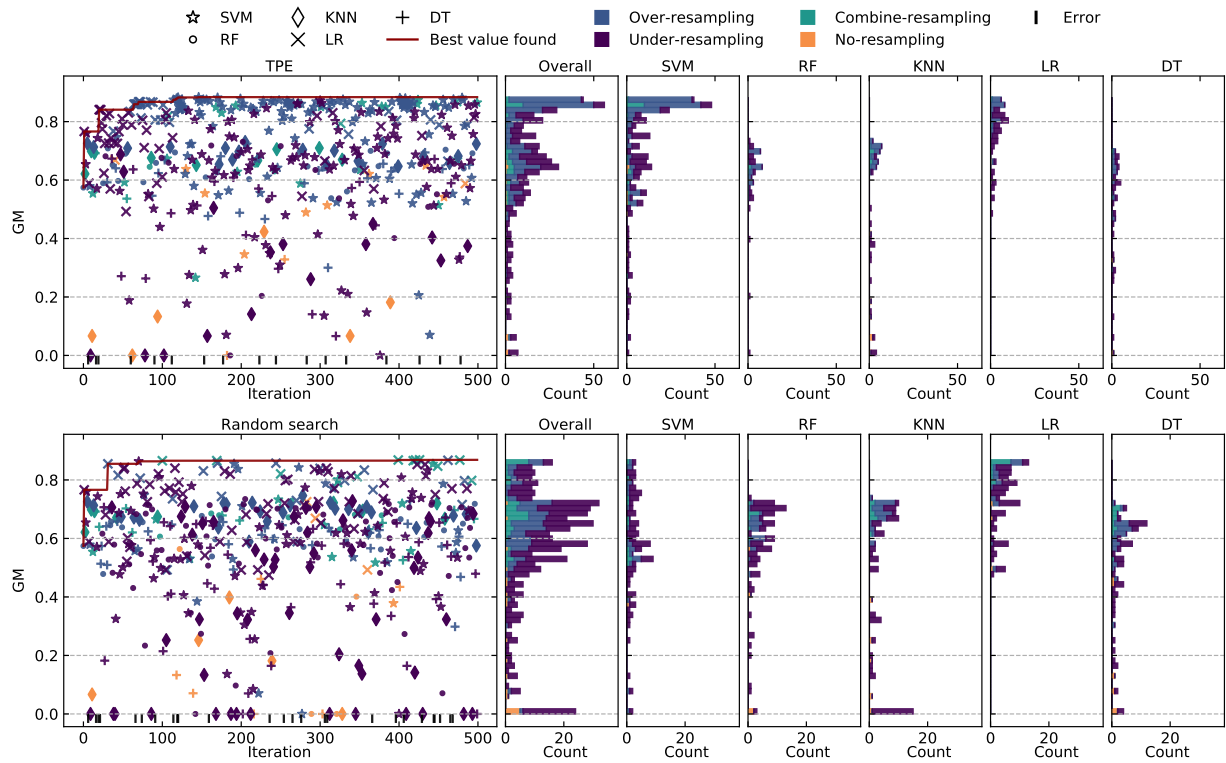 SVM KNN DT Over-resampling Combine-resampling Error
RF LR Best value found Under-resampling No-resampling
TPE Overall SVM RF KNN LR DT
GM
0.8
0.6
0.4
0.2
0.0
0 100 200 300 400 500 0 50 0 50 0 50 0 50 0 50 0 50
Iteration Count Count Count Count Count Count
Random search Overall SVM RF KNN LR DT
GM
0.8
0.6
0.4
0.2
0.0
0 100 200 300 400 500 0 20 0 20 0 20 0 20 0 20 0 20
Iteration Count Count Count Count Count Count